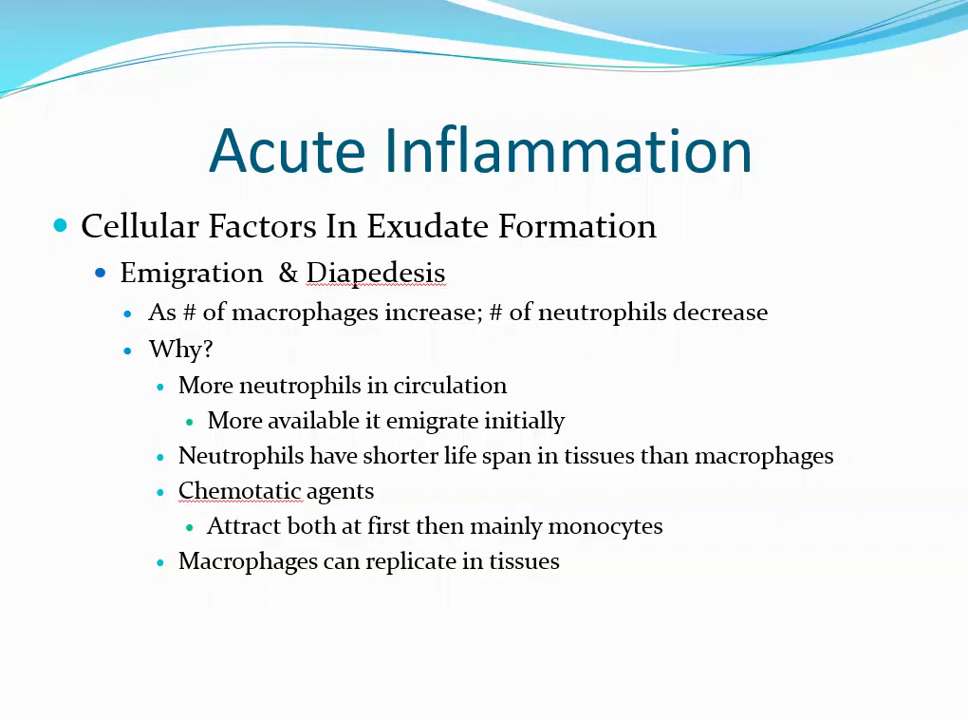 Acute Inflammation
Cellular Factors In Exudate Formation
Emigration & Diapedesis
As # of macrophages increase; # of neutrophils decrease
Why?
More neutrophils in circulation
More available it emigrate initially
Neutrophils have shorter life span in tissues than macrophages
Chemotatic agents
Attract both at first then mainly monocytes
Macrophages can replicate in tissues